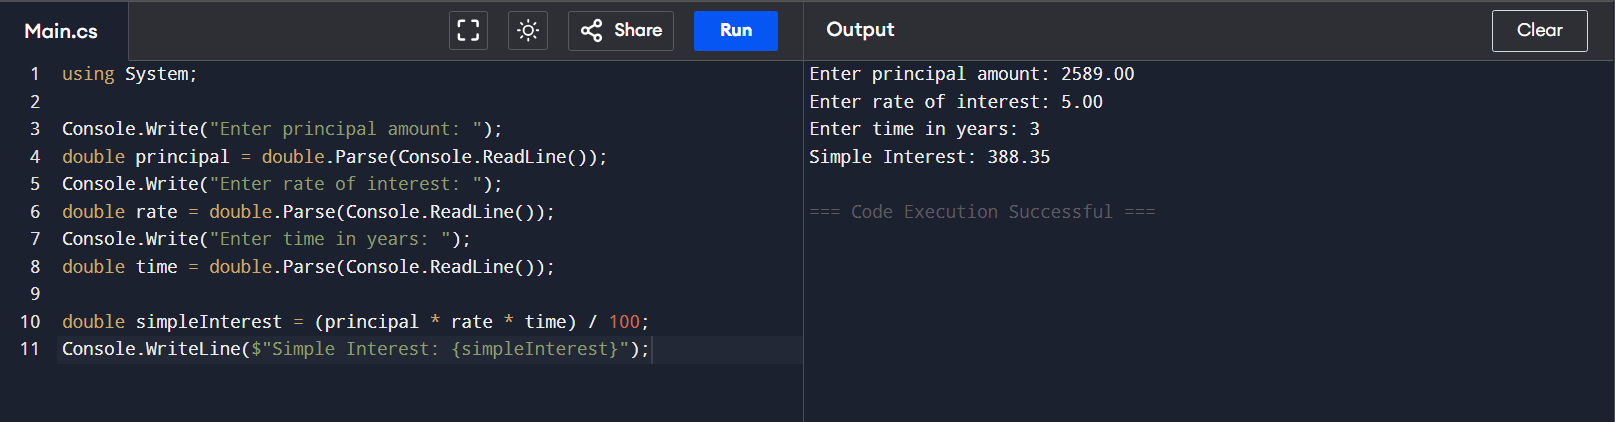 Main.cs
Share
Run
Output
Clear
1 using System;
2
3 Console.Write("Enter principal amount: ");
4 double principal = double.Parse(Console.ReadLine());
5 Console.Write("Enter rate of interest: ");
6 double rate = double.Parse(Console.ReadLine());
7 Console.Write("Enter time in years: ");
8 double time = double.Parse(Console.ReadLine());
9
10 double simpleInterest = (principal * rate * time) / 100;
11 Console.WriteLine($"Simple Interest: {simpleInterest}");
Enter principal amount: 2589.00
Enter rate of interest: 5.00
Enter time in years: 3
Simple Interest: 388.35
=== Code Execution Successful ===